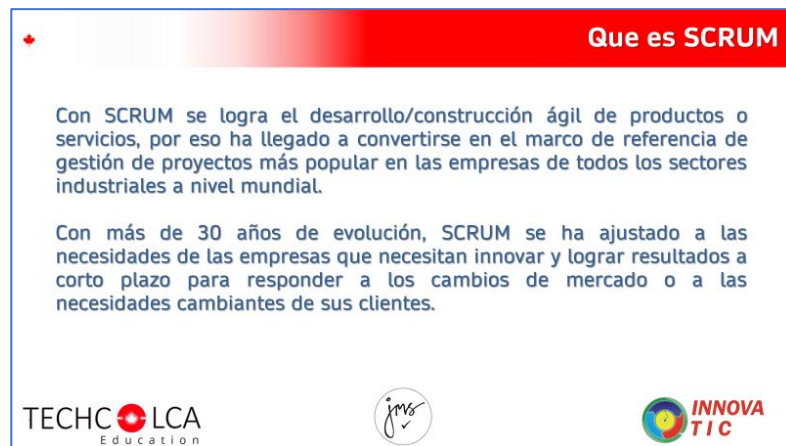 Que es SCRUM
Con SCRUM se logra el desarrollo/construcción ágil de productos o
servicios, por eso ha llegado a convertirse en el marco de referencia de
gestión de proyectos más popular en las empresas de todos los sectores
industriales a nivel mundial.
Con más de 30 años de evolución, SCRUM se ha ajustado a las
necesidades de las empresas que necesitan innovar y lograr resultados a
corto plazo para responder a los cambios de mercado o a las
necesidades cambiantes de sus clientes.
TECHCOLCA
Education
jms
INNOVA
TIC